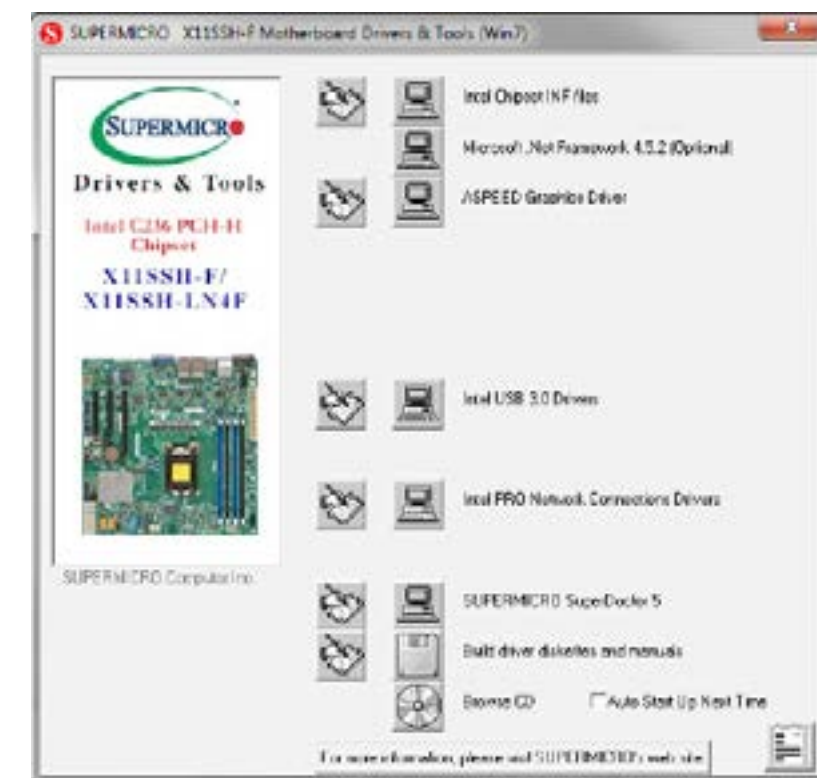 SUPERMICRO X11SSH-F Motherboard Drivers & Tools (Win7)
SUPERMICRO
Drivers & Tools
Intel C236 PCH-H
Chipset
X11SSH-F/
X11SSH-LN4F
SUPERMICRO Computer Inc.
Intel Chipset INF files
Microsoft .Net Framework 4.5.2 (Optional)
ASPEED Graphics Driver
Intel USB 3.0 Drivers
Intel PRO Network Connections Drivers
SUPERMICRO SuperDoctor 5
Build driver diskettes and manuals
Browse CD
Auto Start Up Next Time
For more information, please visit SUPERMICRO's web site